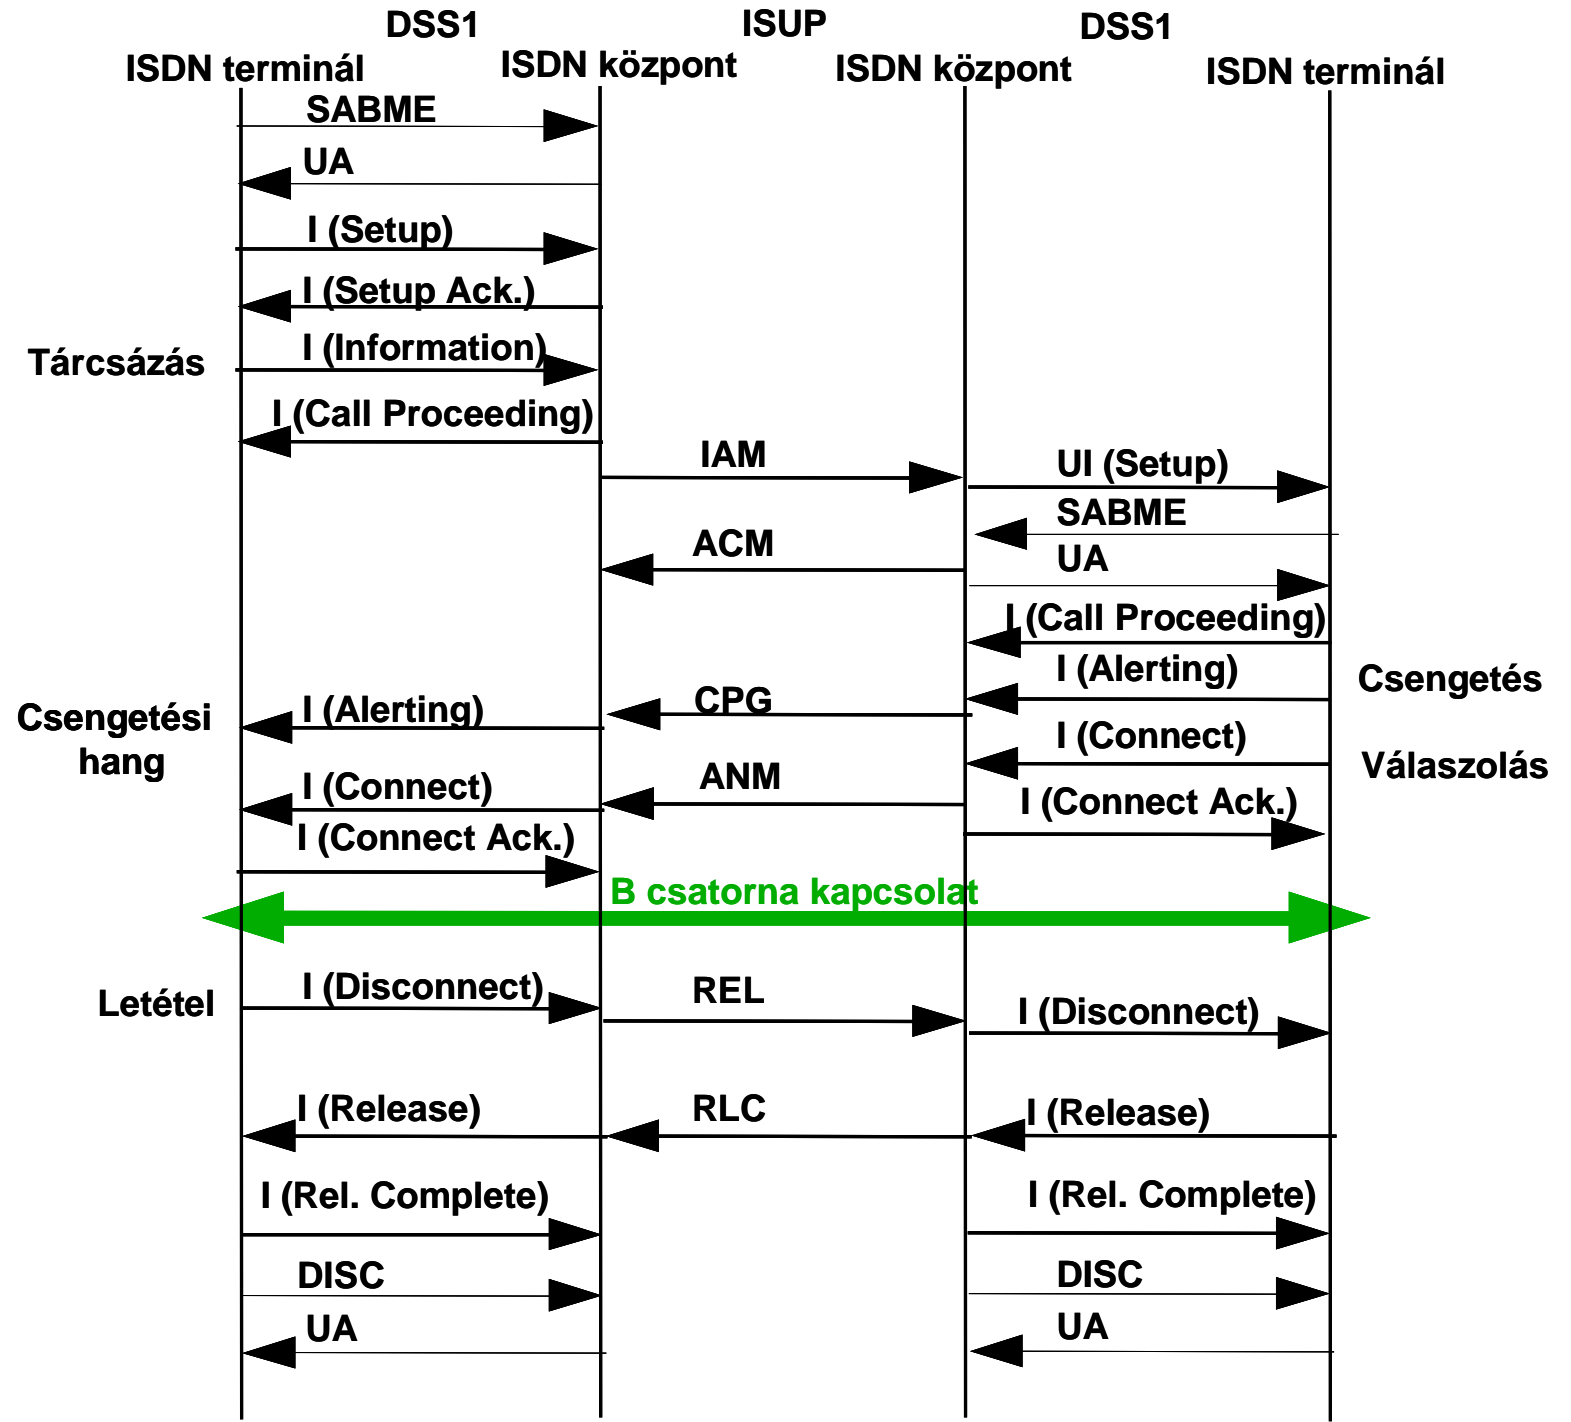 DSS1 ISUP DSS1
ISDN terminál ISDN központ ISDN központ ISDN terminál
SABME
UA
I (Setup)
I (Setup Ack.)
Tárcsázás I (Information)
I (Call Proceeding)
IAM UI (Setup)
SABME
ACM UA
I (Call Proceeding)
I (Alerting) Csengetés
Csengetési
hang
I (Alerting) CPG
I (Connect) Válaszolás
I (Connect) ANM I (Connect Ack.)
I (Connect Ack.)
B csatorna kapcsolat
Letétel I (Disconnect) REL I (Disconnect)
I (Release) RLC I (Release)
I (Rel. Complete) I (Rel. Complete)
DISC DISC
UA UA